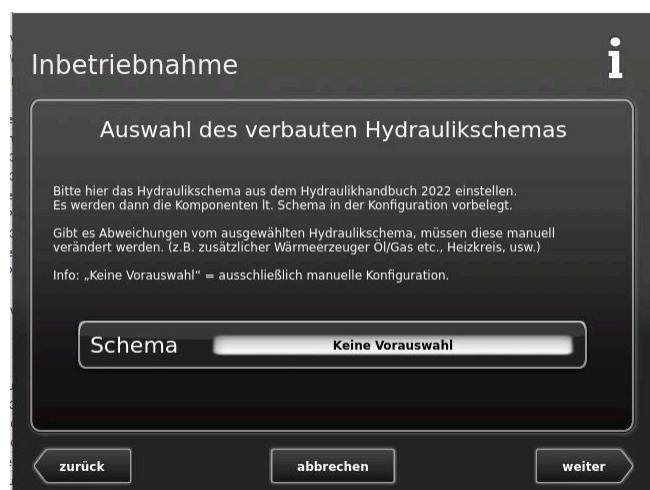 Inbetriebnahme
Auswahl des verbauten Hydraulikschemas
Bitte hier das Hydraulikschema aus dem Hydraulikhandbuch 2022 einstellen.
Es werden dann die Komponenten lt. Schema in der Konfiguration vorbelegt.
Gibt es Abweichungen vom ausgewählten Hydraulikschema, müssen diese manuell
verändert werden. (z.B. zusätzlicher Wärmeerzeuger Öl/Gas etc., Heizkreis, usw.)
Info: „Keine Vorauswahl“ = ausschließlich manuelle Konfiguration.
Schema Keine Vorauswahl
zurück abbrechen weiter